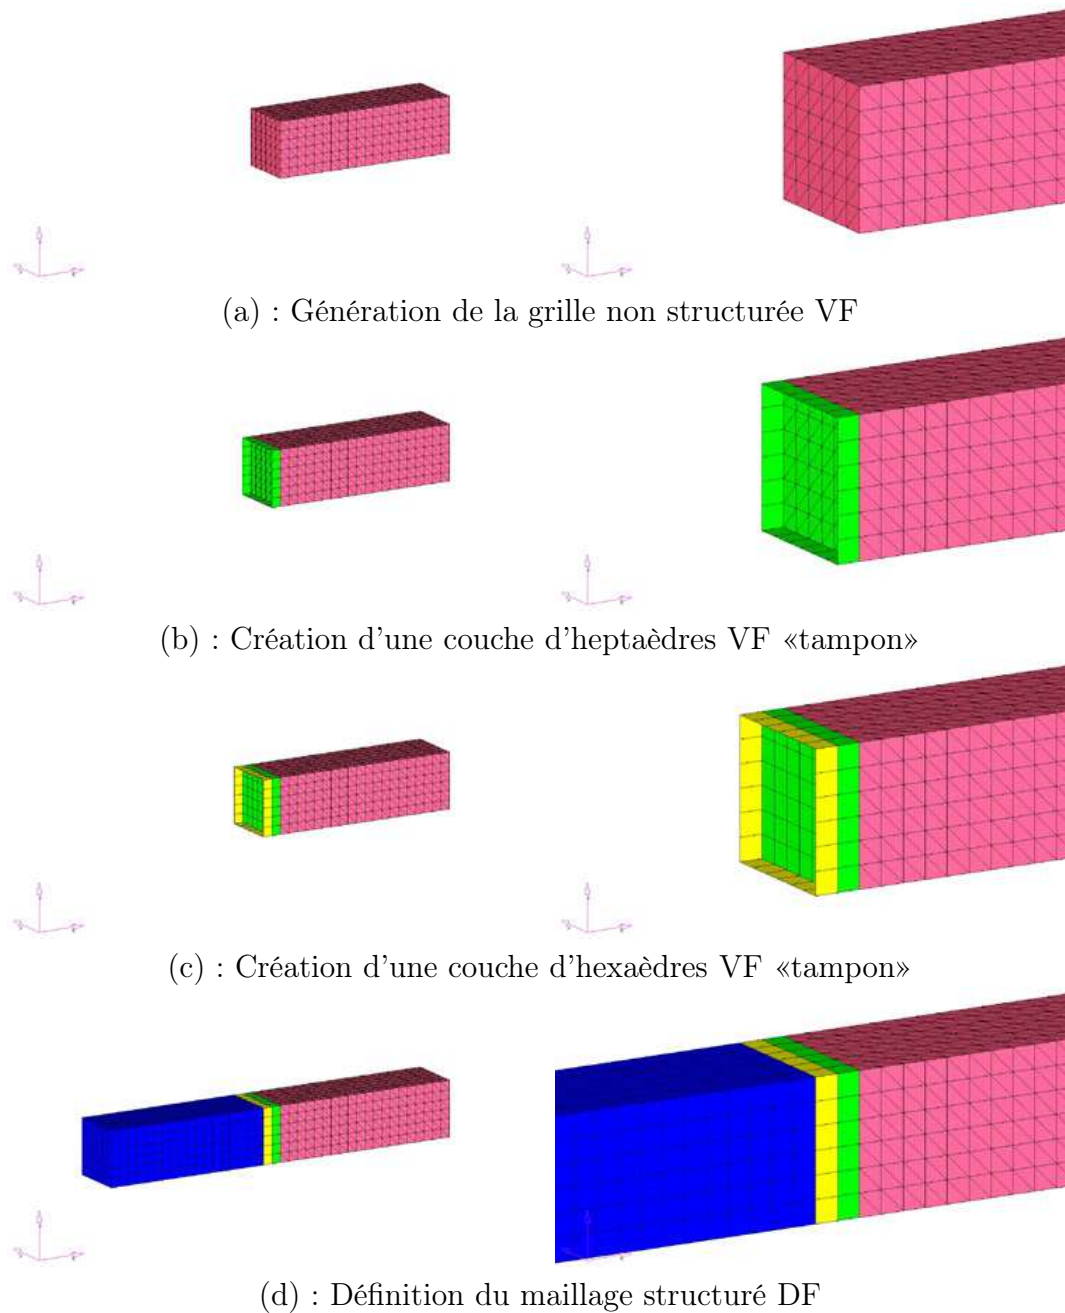 (a) : Génération de la grille non structurée VF
(b) : Création d'une couche d'heptaèdres VF «tampon»
(c) : Création d'une couche d'hexaèdres VF «tampon»
(d) : Définition du maillage structuré DF